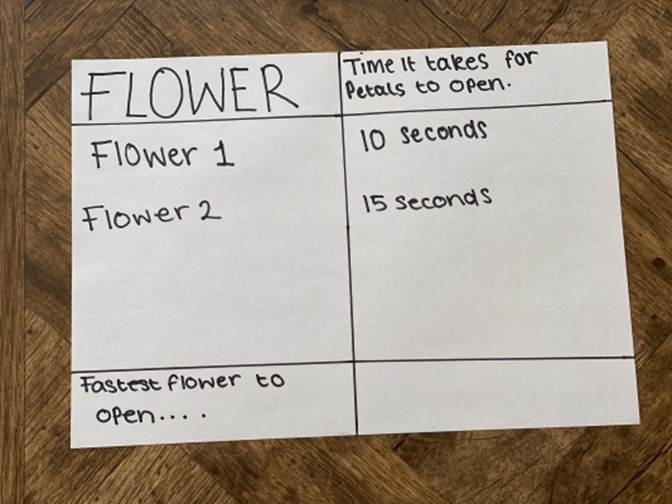 FLOWER
Time It takes for
Petals to open.
Flower 1
10 seconds
Flower 2
15 seconds
Fastest flower to
open....